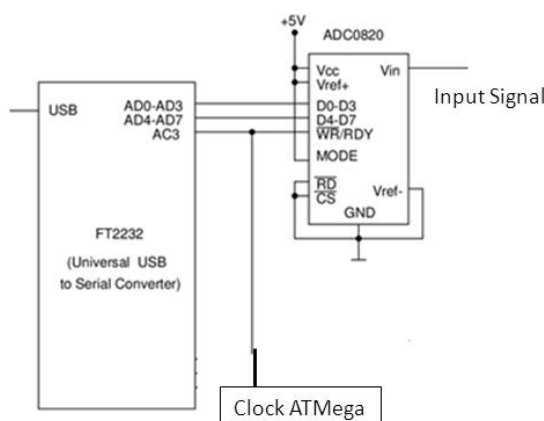 +5V
ADC0820
USB
AD0-AD3
AD4-AD7
AC3
FT2232
(Universal USB
to Serial Converter)
Vcc
Vref+
D0-D3
D4-D7
WR/RDY
MODE
RD
CS
GND
Vin
Vref-
Input Signal
Clock ATMega